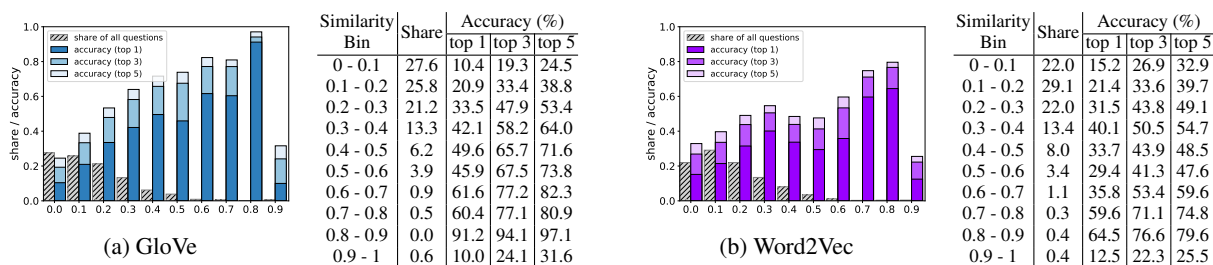 1.0
0.8
0.6
0.4
0.2
0.0
share / accuracy
share of all questions
accuracy (top 1)
accuracy (top 3)
accuracy (top 5)
0.0 0.1 0.2 0.3 0.4 0.5 0.6 0.7 0.8 0.9
(a) GloVe
Similarity Bin Share Accuracy (%)
top 1 top 3 top 5
0 - 0.1 27.6 10.4 19.3 24.5
0.1 - 0.2 25.8 20.9 33.4 38.8
0.2 - 0.3 21.2 33.5 47.9 53.4
0.3 - 0.4 13.3 42.1 58.2 64.0
0.4 - 0.5 6.2 49.6 65.7 71.6
0.5 - 0.6 3.9 45.9 67.5 73.8
0.6 - 0.7 0.9 61.6 77.2 82.3
0.7 - 0.8 0.5 60.4 77.1 80.9
0.8 - 0.9 0.0 91.2 94.1 97.1
0.9 - 1 0.6 10.0 24.1 31.6
1.0
0.8
0.6
0.4
0.2
0.0
share / accuracy
share of all questions
accuracy (top 1)
accuracy (top 3)
accuracy (top 5)
0.0 0.1 0.2 0.3 0.4 0.5 0.6 0.7 0.8 0.9
(b) Word2Vec
Similarity Bin Share Accuracy (%)
top 1 top 3 top 5
0 - 0.1 22.0 15.2 26.9 32.9
0.1 - 0.2 29.1 21.4 33.6 39.7
0.2 - 0.3 22.0 31.5 43.8 49.1
0.3 - 0.4 13.4 40.1 50.5 54.7
0.4 - 0.5 8.0 33.7 43.9 48.5
0.5 - 0.6 3.4 29.4 41.3 47.6
0.6 - 0.7 1.1 35.8 53.4 59.6
0.7 - 0.8 0.3 59.6 71.1 74.8
0.8 - 0.9 0.4 64.5 76.6 79.6
0.9 - 1 0.4 12.5 22.3 25.5